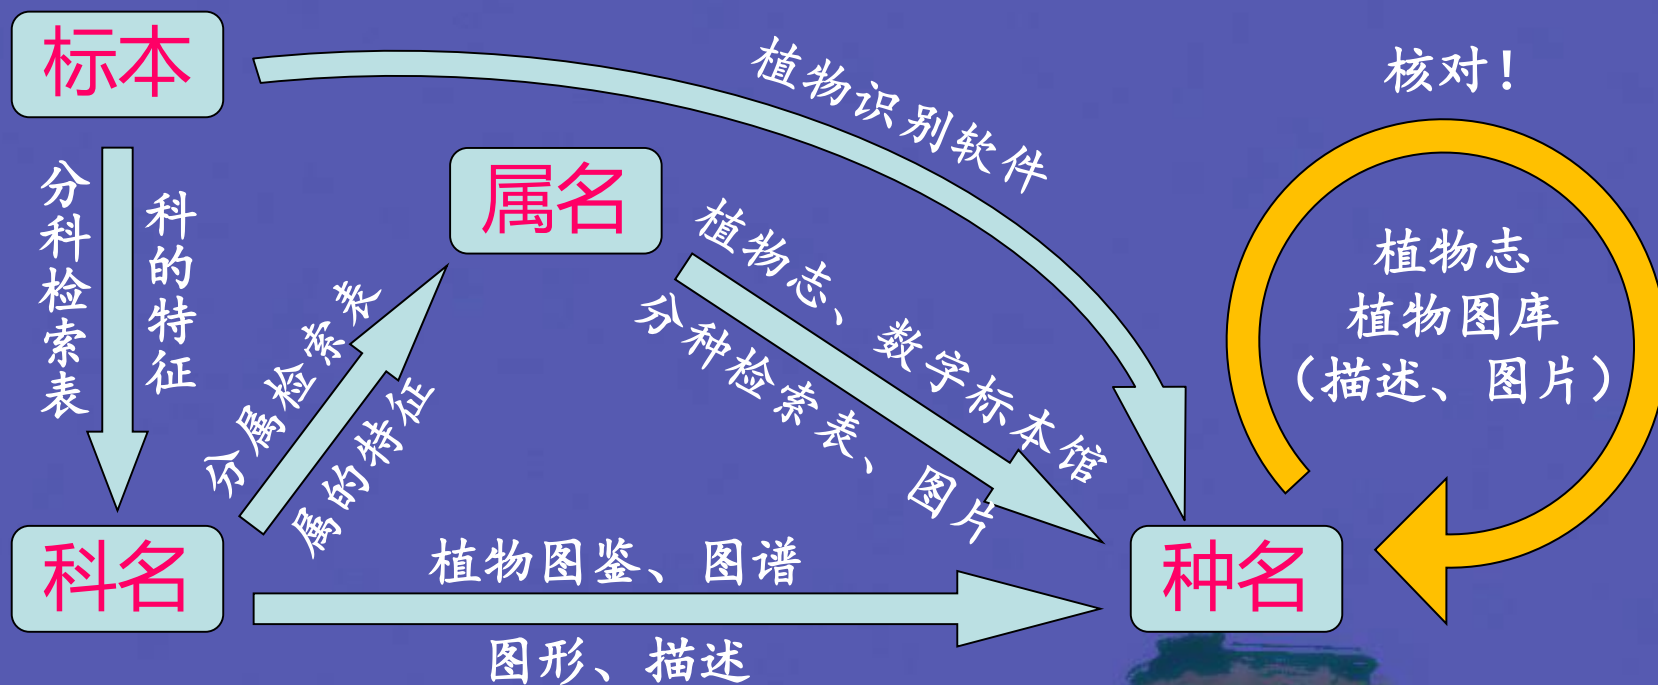 标本
植物识别软件
核对！
分科检索表
科的特征
属名
植物志、数字标本馆
分种检索表、图片
植物志
植物图库
（描述、图片）
分属检索表
属的特征
科名
植物图鉴、图谱
图形、描述
种名